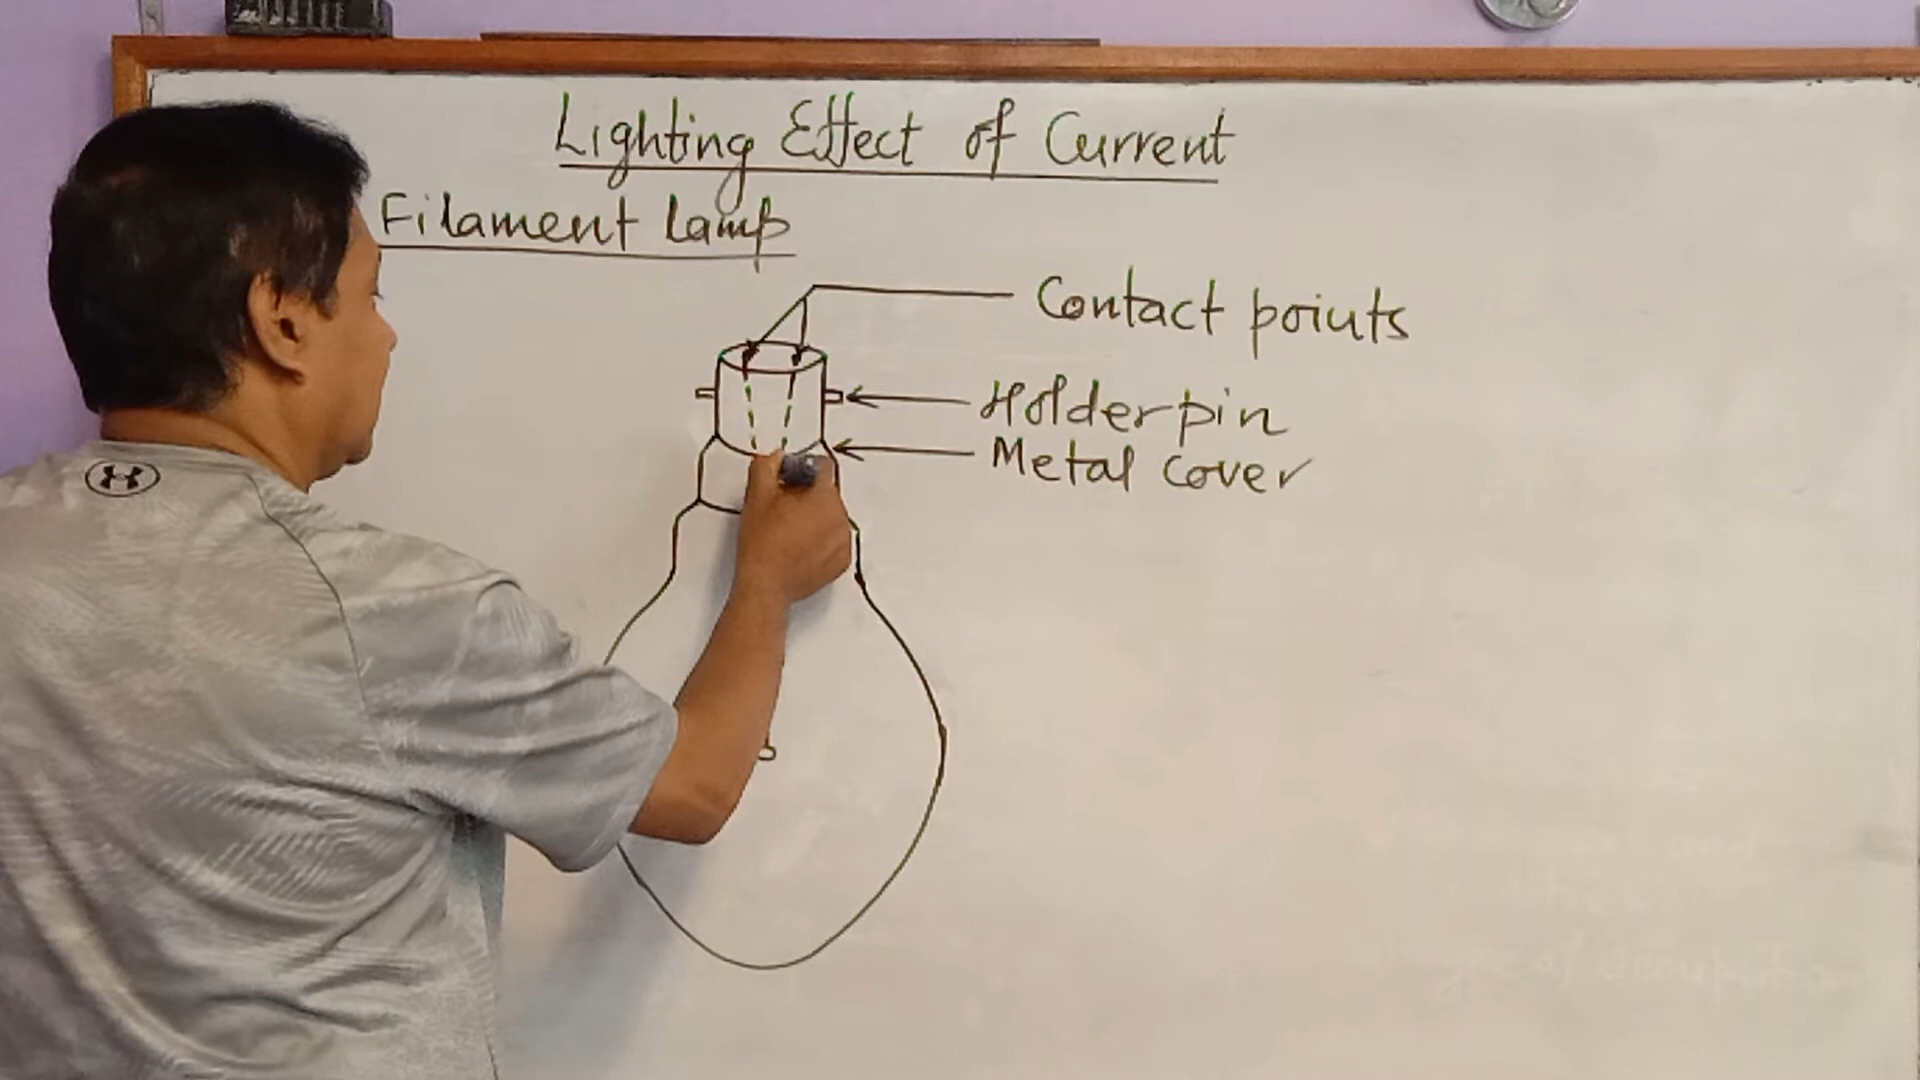 Lighting Effect of Current
Filament Lamp
Contact points
Holder pin
Metal cover